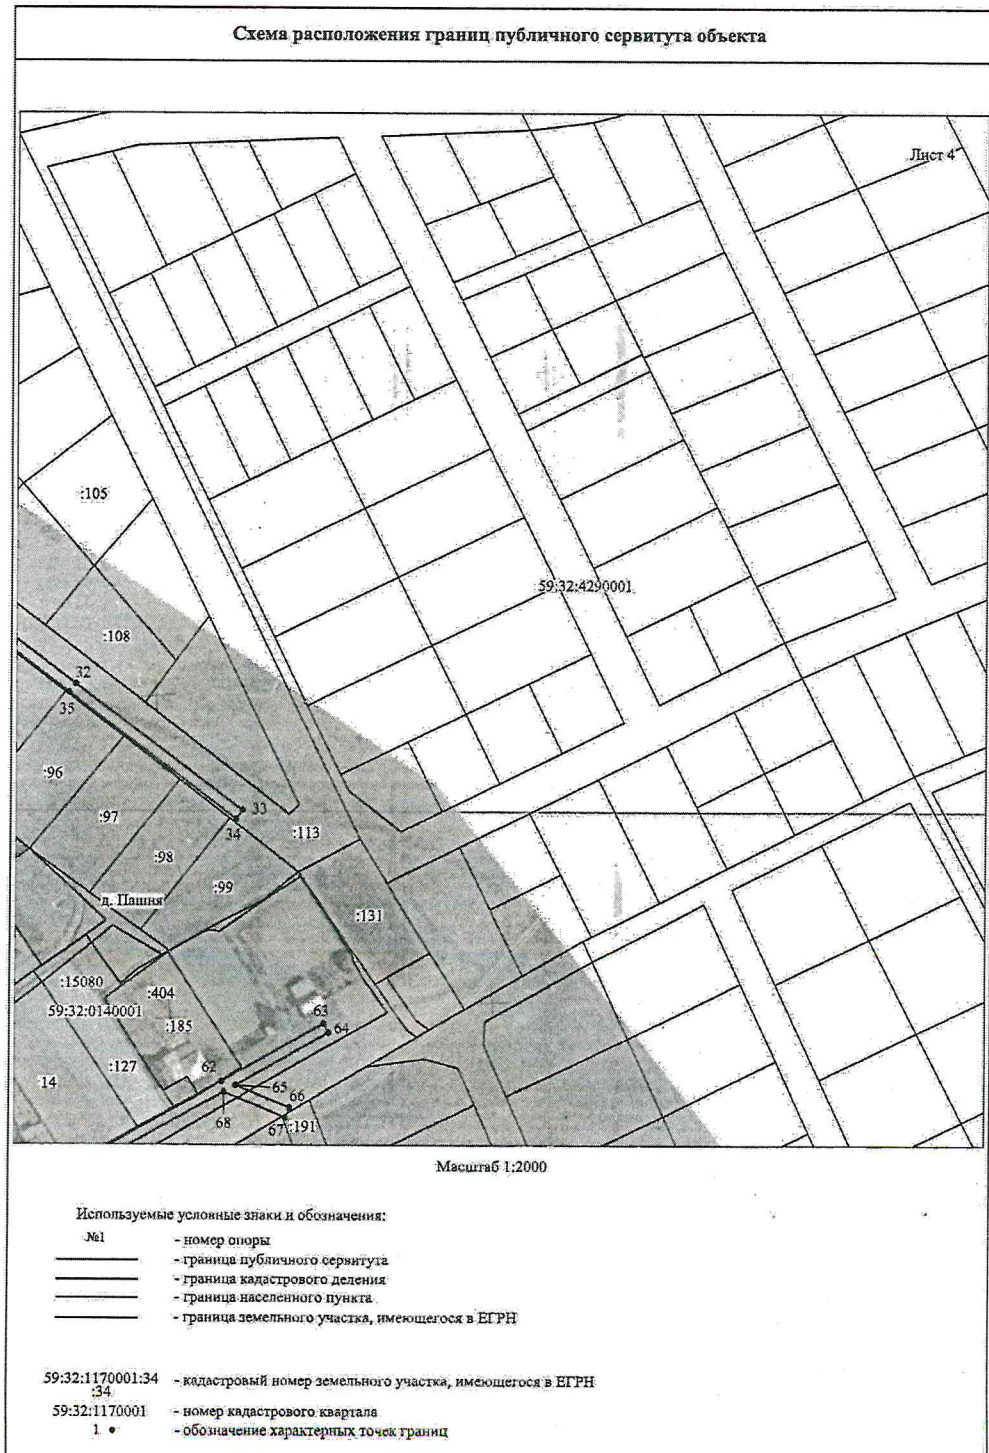 Схема расположения границ публичного сервитута объекта
Лист 4
:105
59:32:4290001
:108
32
35
:96
33
:97
34
:113
:98
:99
д. Пашня
:131
:15080
:404
59:32:0140001
:185
63
64
:127
62
14
65
66
68
67
:191
Масштаб 1:2000
Используемые условные знаки и обозначения:
№1 - номер опоры
- граница публичного сервитута
- граница кадастрового деления
- граница населенного пункта
- граница земельного участка, имеющегося в ЕГРН
59:32:1170001:34 - кадастровый номер земельного участка, имеющегося в ЕГРН
:34
59:32:1170001 - номер кадастрового квартала
1 - обозначение характерных точек границ